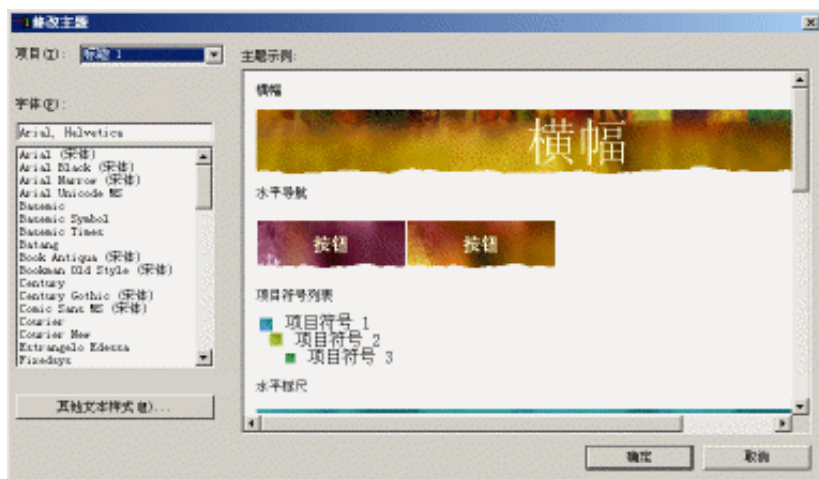 修改主题
项目(I):
标题 1
主题示例:
字体(F):
Arial, Helvetica
Arial (宋体)
Arial Black (宋体)
Arial Narrow (宋体)
Arial Unicode MS
Batemic
Batemic Symbol
Batemic Times
Batang
Book Antiqua (宋体)
Bookman Old Style (宋体)
Century
Century Gothic (宋体)
Comic Sans MS (宋体)
Courier
Courier New
Estrangelo Edessa
Fixedsys
其他文本样式
横幅
横幅
水平导航
按钮
按钮
项目符号列表
项目符号 1
项目符号 2
项目符号 3
水平标尺
确定
取消